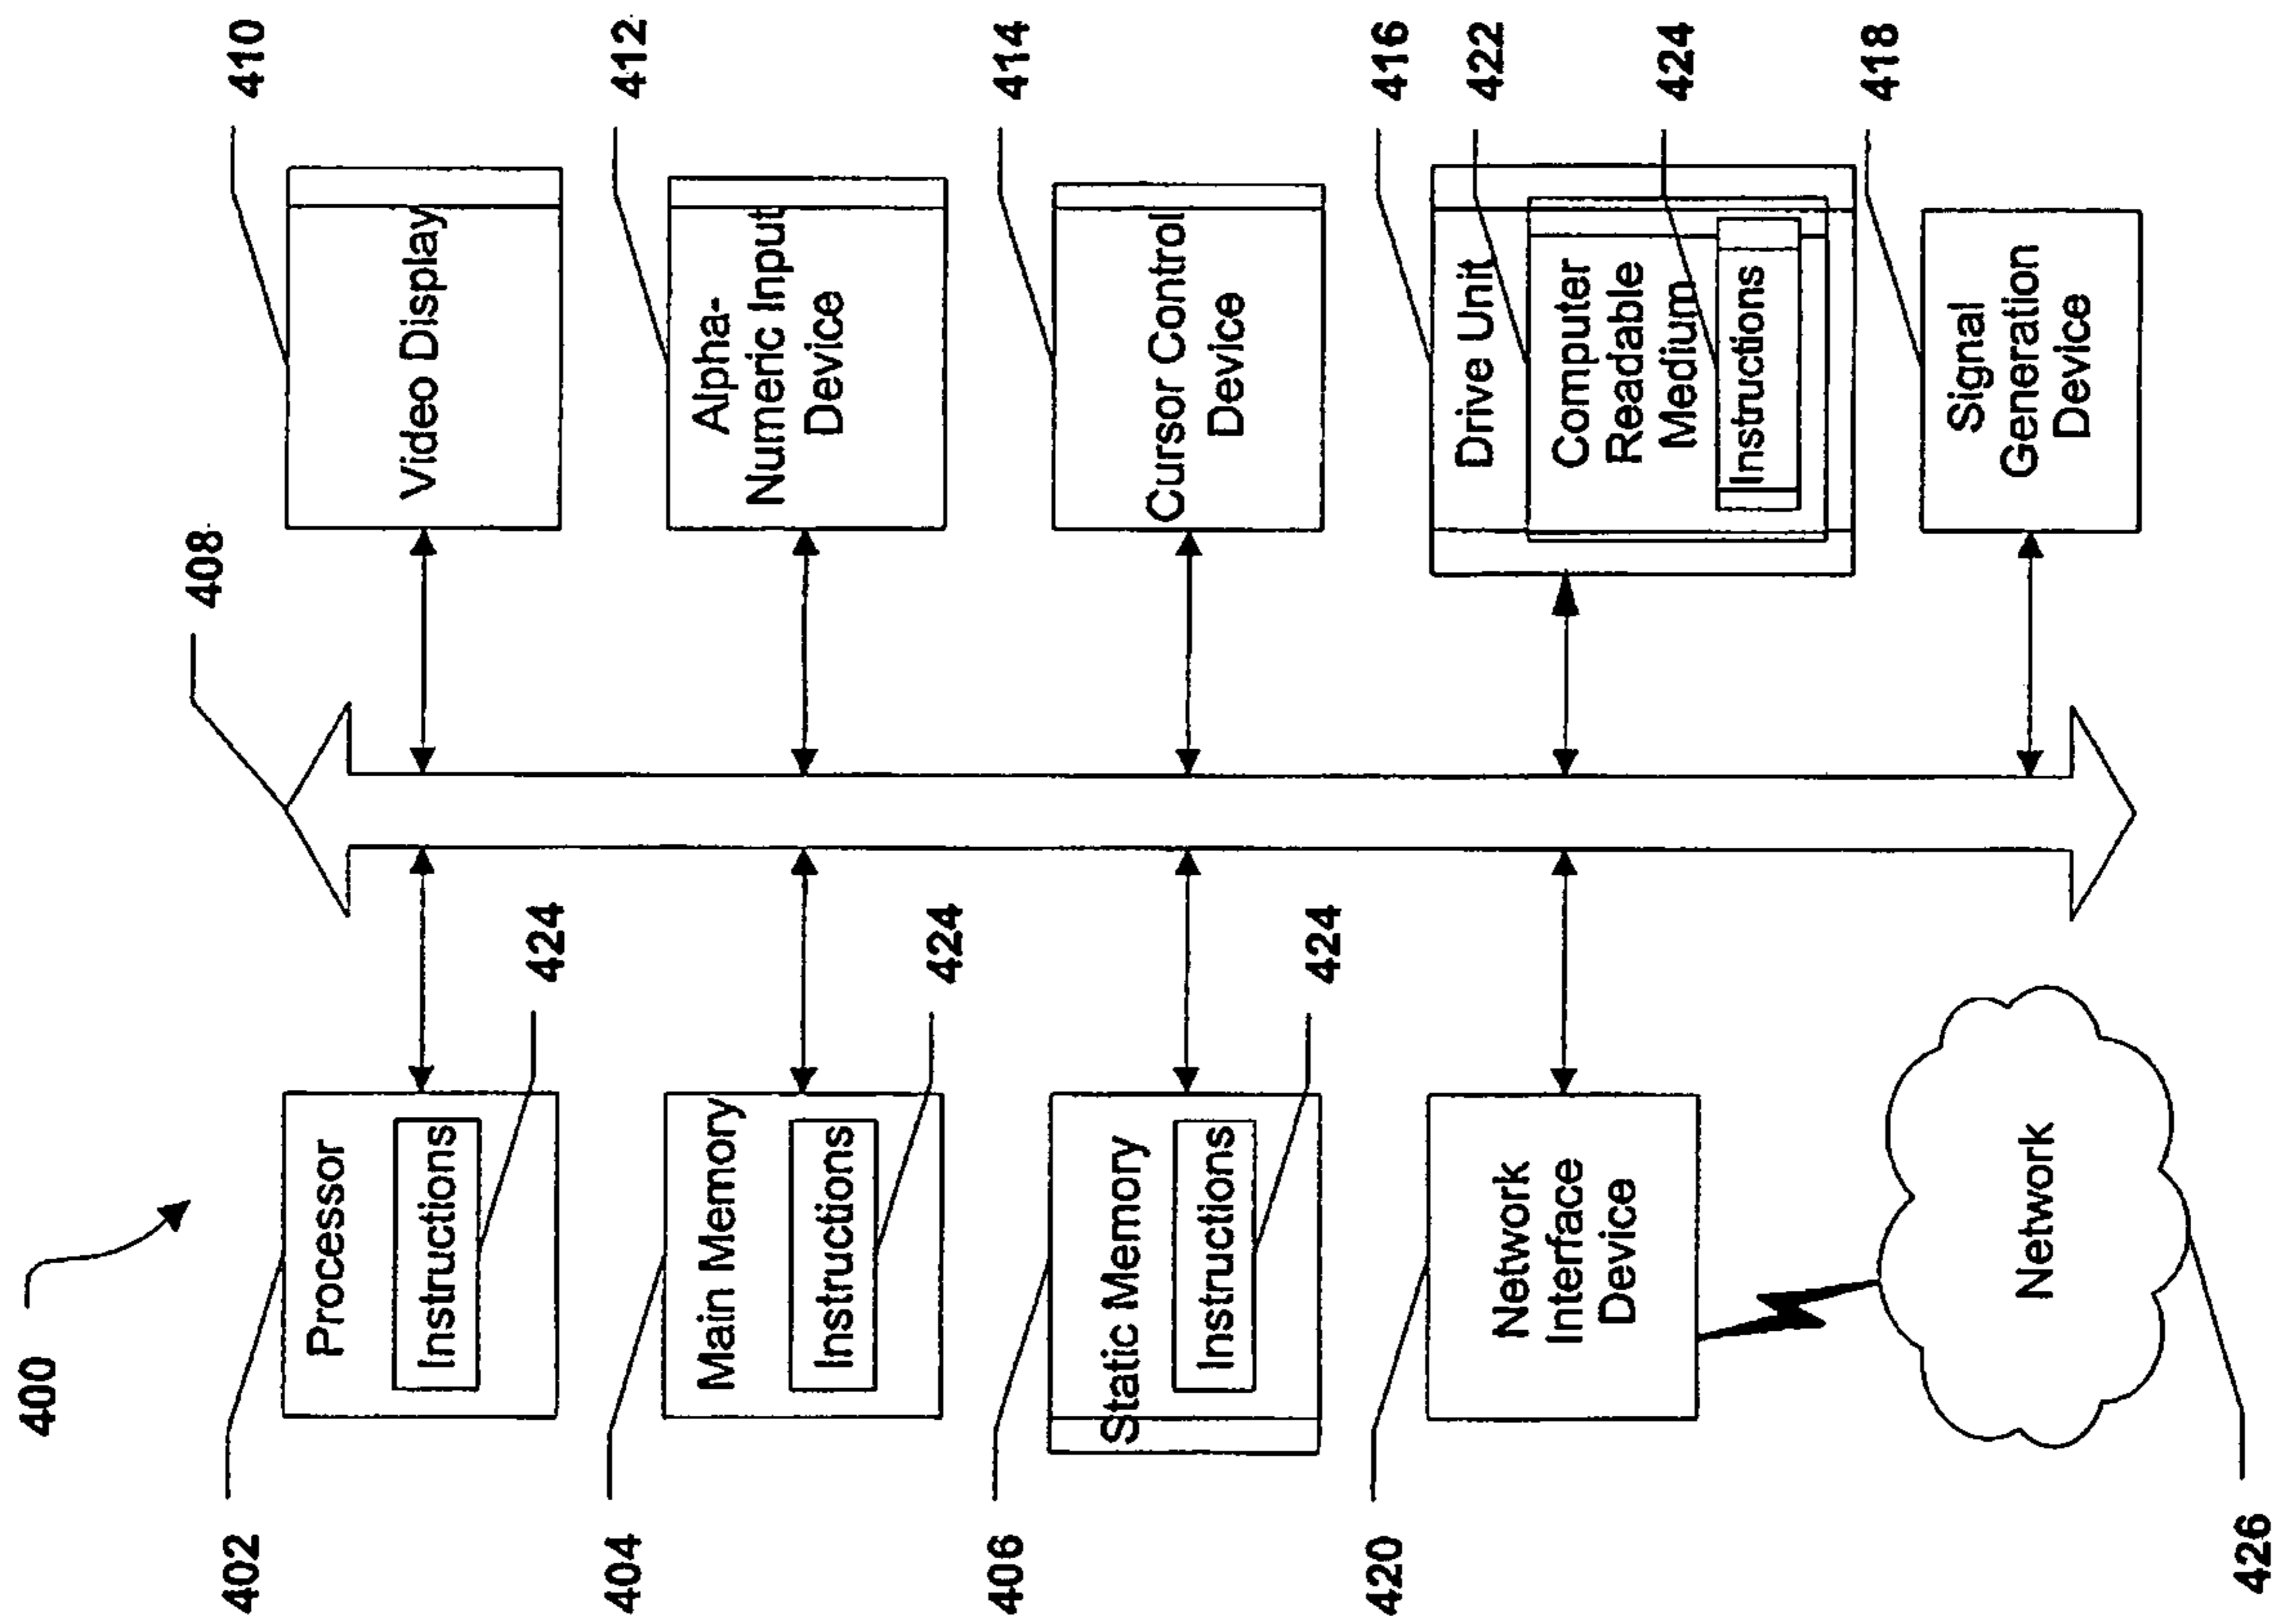 400
402
Processor
Instructions
424
404
Main Memory
Instructions
424
406
Static Memory
Instructions
424
420
Network
Interface
Device
Network
426
408
410
Video Display
412
Alpha-
Numeric Input
Device
414
Cursor Control
Device
416
Drive Unit
422
Computer
Readable
Medium
424
Instructions
418
Signal
Generation
Device